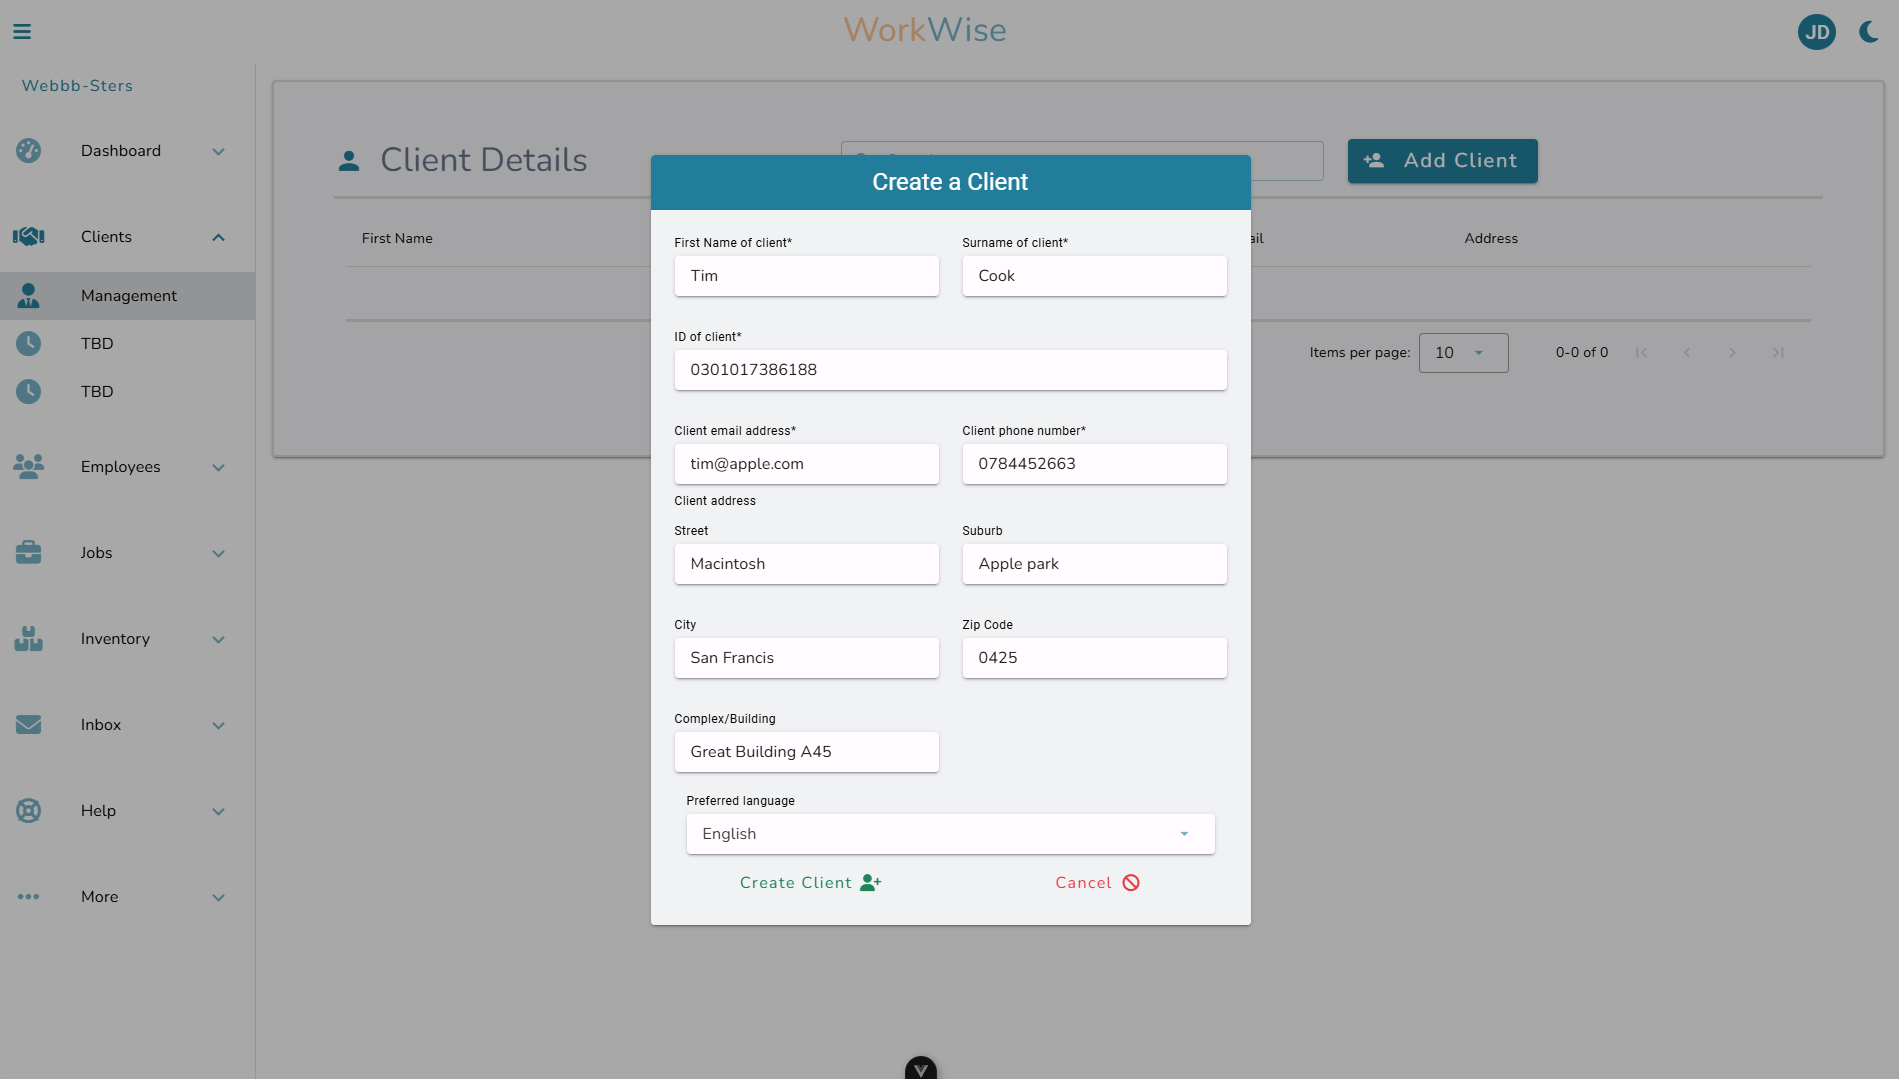 WorkWise
JD
Webbb-Sters
Dashboard
Clients
Management
TBD
TBD
Employees
Jobs
Inventory
Inbox
Help
More
Client Details
Add Client
First Name
ail
Address
Items per page:
10
0-0 of 0
Create a Client
First Name of client*
Surname of client*
Tim
Cook
ID of client*
0301017386188
Client email address*
Client phone number*
tim@apple.com
0784452663
Client address
Street
Suburb
Macintosh
Apple park
City
Zip Code
San Francis
0425
Complex/Building
Great Building A45
Preferred language
English
Create Client
Cancel